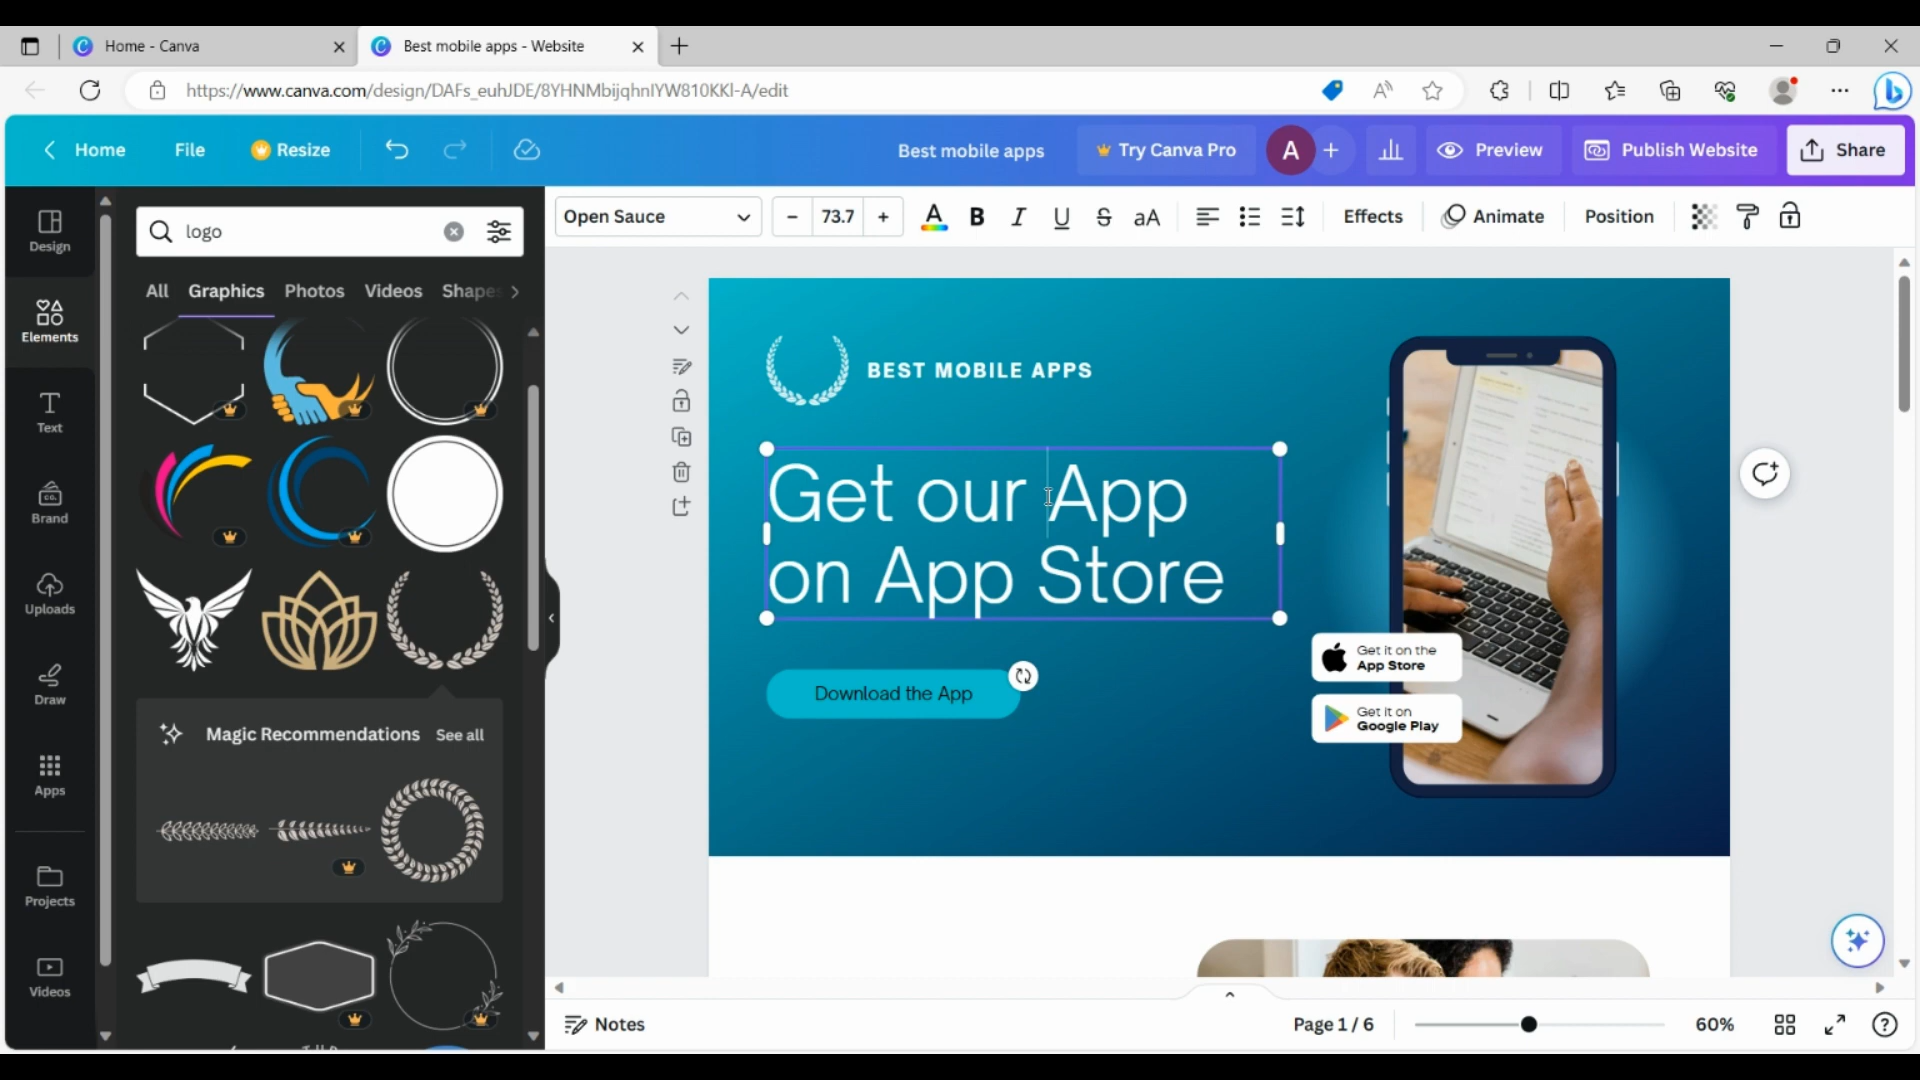 Home - Canva
Best mobile apps - Website
https://www.canva.com/design/DAFs_euhJDE/8YHNMbijqhnIYW810KKl-A/edit
Home
File
Resize
Best mobile apps
Try Canva Pro
A
Preview
Publish Website
Share
Design
Elements
Text
Brand
Uploads
Draw
Apps
Projects
Videos
logo
All
Graphics
Photos
Videos
Shapes
Magic Recommendations
See all
Open Sauce
73.7
A
B
I
U
S
aA
Effects
Animate
Position
BEST MOBILE APPS
Get our App
on App Store
Download the App
Get it on the
App Store
Get it on
Google Play
Notes
Page 1 / 6
60%